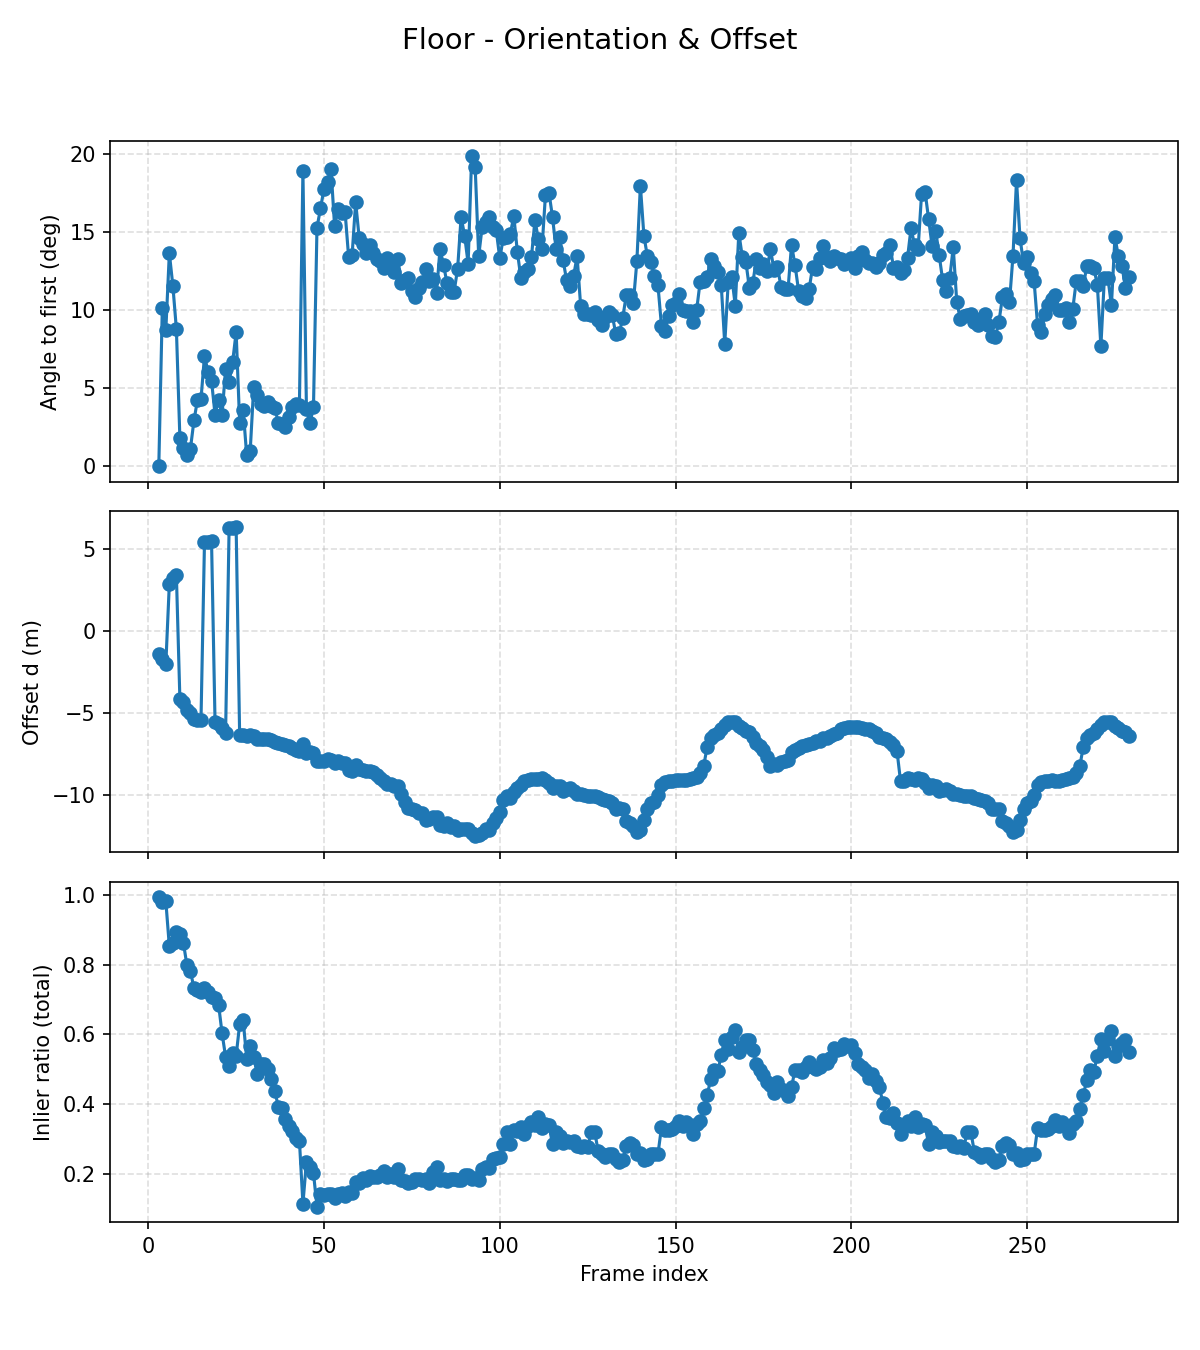 Floor - Orientation & Offset
Angle to first (deg)
20
15
10
5
0
Offset d (m)
5
0
−5
−10
Inlier ratio (total)
1.0
0.8
0.6
0.4
0.2
0 50 100 150 200 250
Frame index